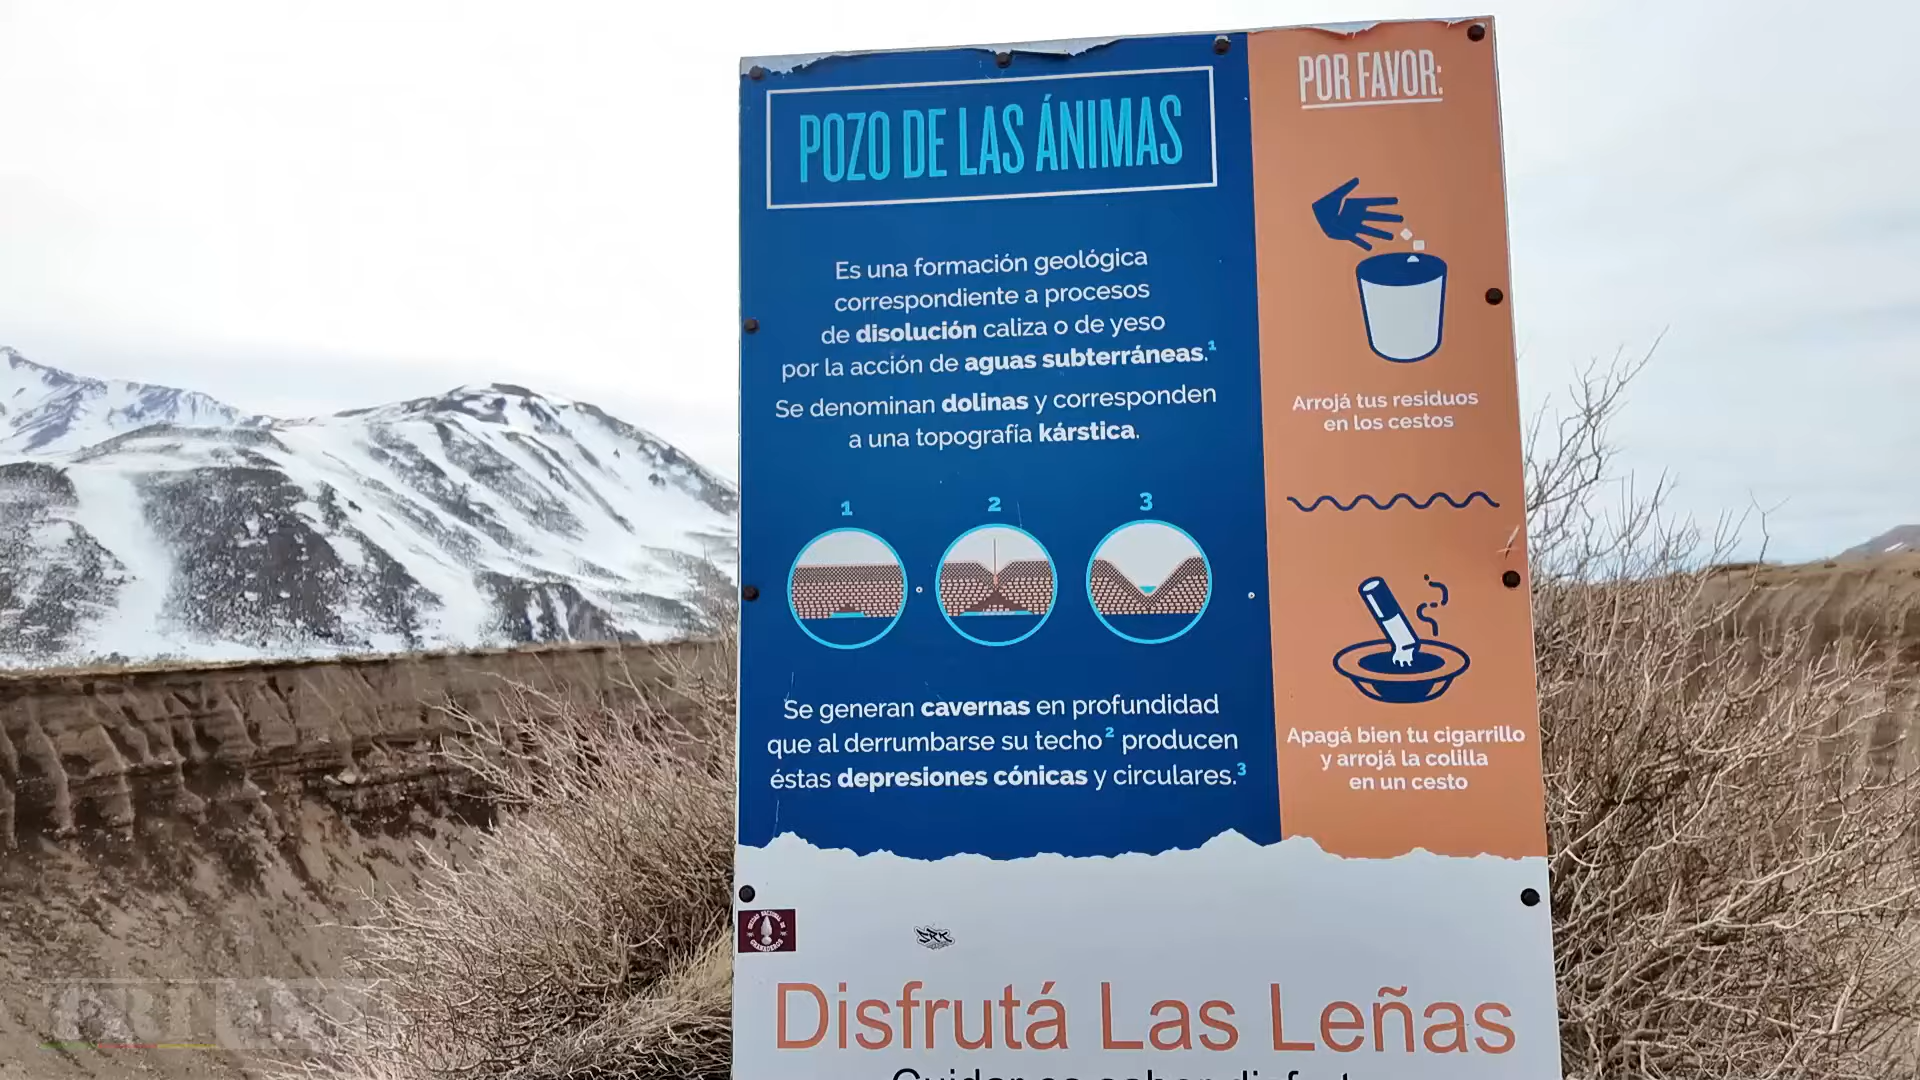 POZO DE LAS ÁNIMAS
Es una formación geológica
correspondiente a procesos
de disolución caliza o de yeso
por la acción de aguas subterráneas.¹
Se denominan dolinas y corresponden
a una topografía kárstica.
1 2 3
Se generan cavernas en profundidad
que al derrumbarse su techo² producen
éstas depresiones cónicas y circulares.³
POR FAVOR:
Arrojá tus residuos
en los cestos
Apagá bien tu cigarrillo
y arrojá la colilla
en un cesto
SRK
Disfrutá Las Leñas